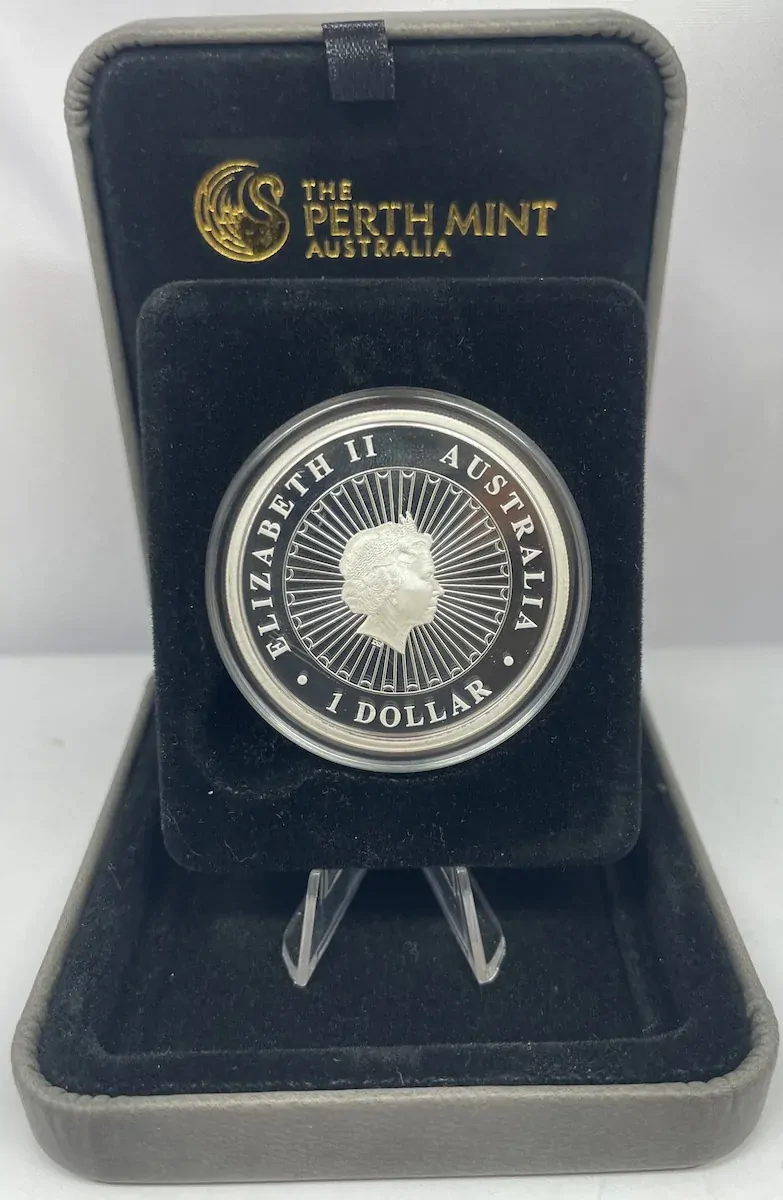 THE
PERTH MINT
AUSTRALIA
ELIZABETH II AUSTRALIA
• 1 DOLLAR •